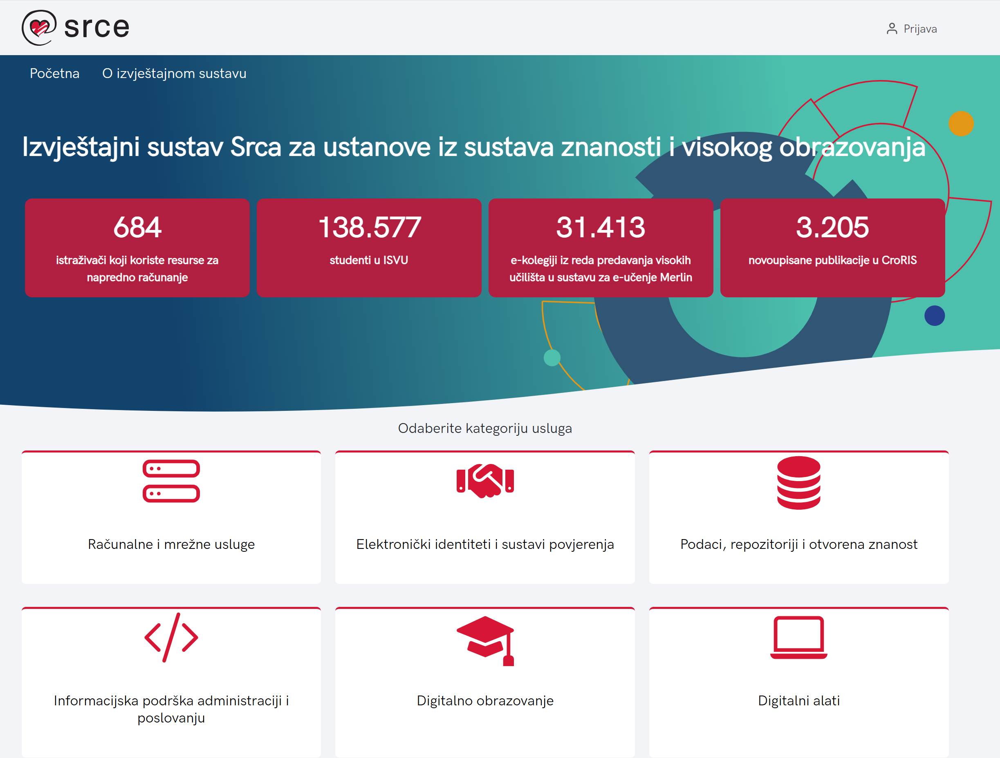 srce
Prijava
Početna
O izvještajnom sustavu
Izvještajni sustav Srca za ustanove iz sustava znanosti i visokog obrazovanja
684
istraživači koji koriste resurse za
napredno računanje
138.577
studenti u ISVU
31.413
e-kolegiji iz reda predavanja visokih
učilišta u sustavu za e-učenje Merlin
3.205
novoupisane publikacije u CroRIS
Odaberite kategoriju usluga
Računalne i mrežne usluge
Elektronički identiteti i sustavi povjerenja
Podaci, repozitoriji i otvorena znanost
Informacijska podrška administraciji i
poslovanju
Digitalno obrazovanje
Digitalni alati